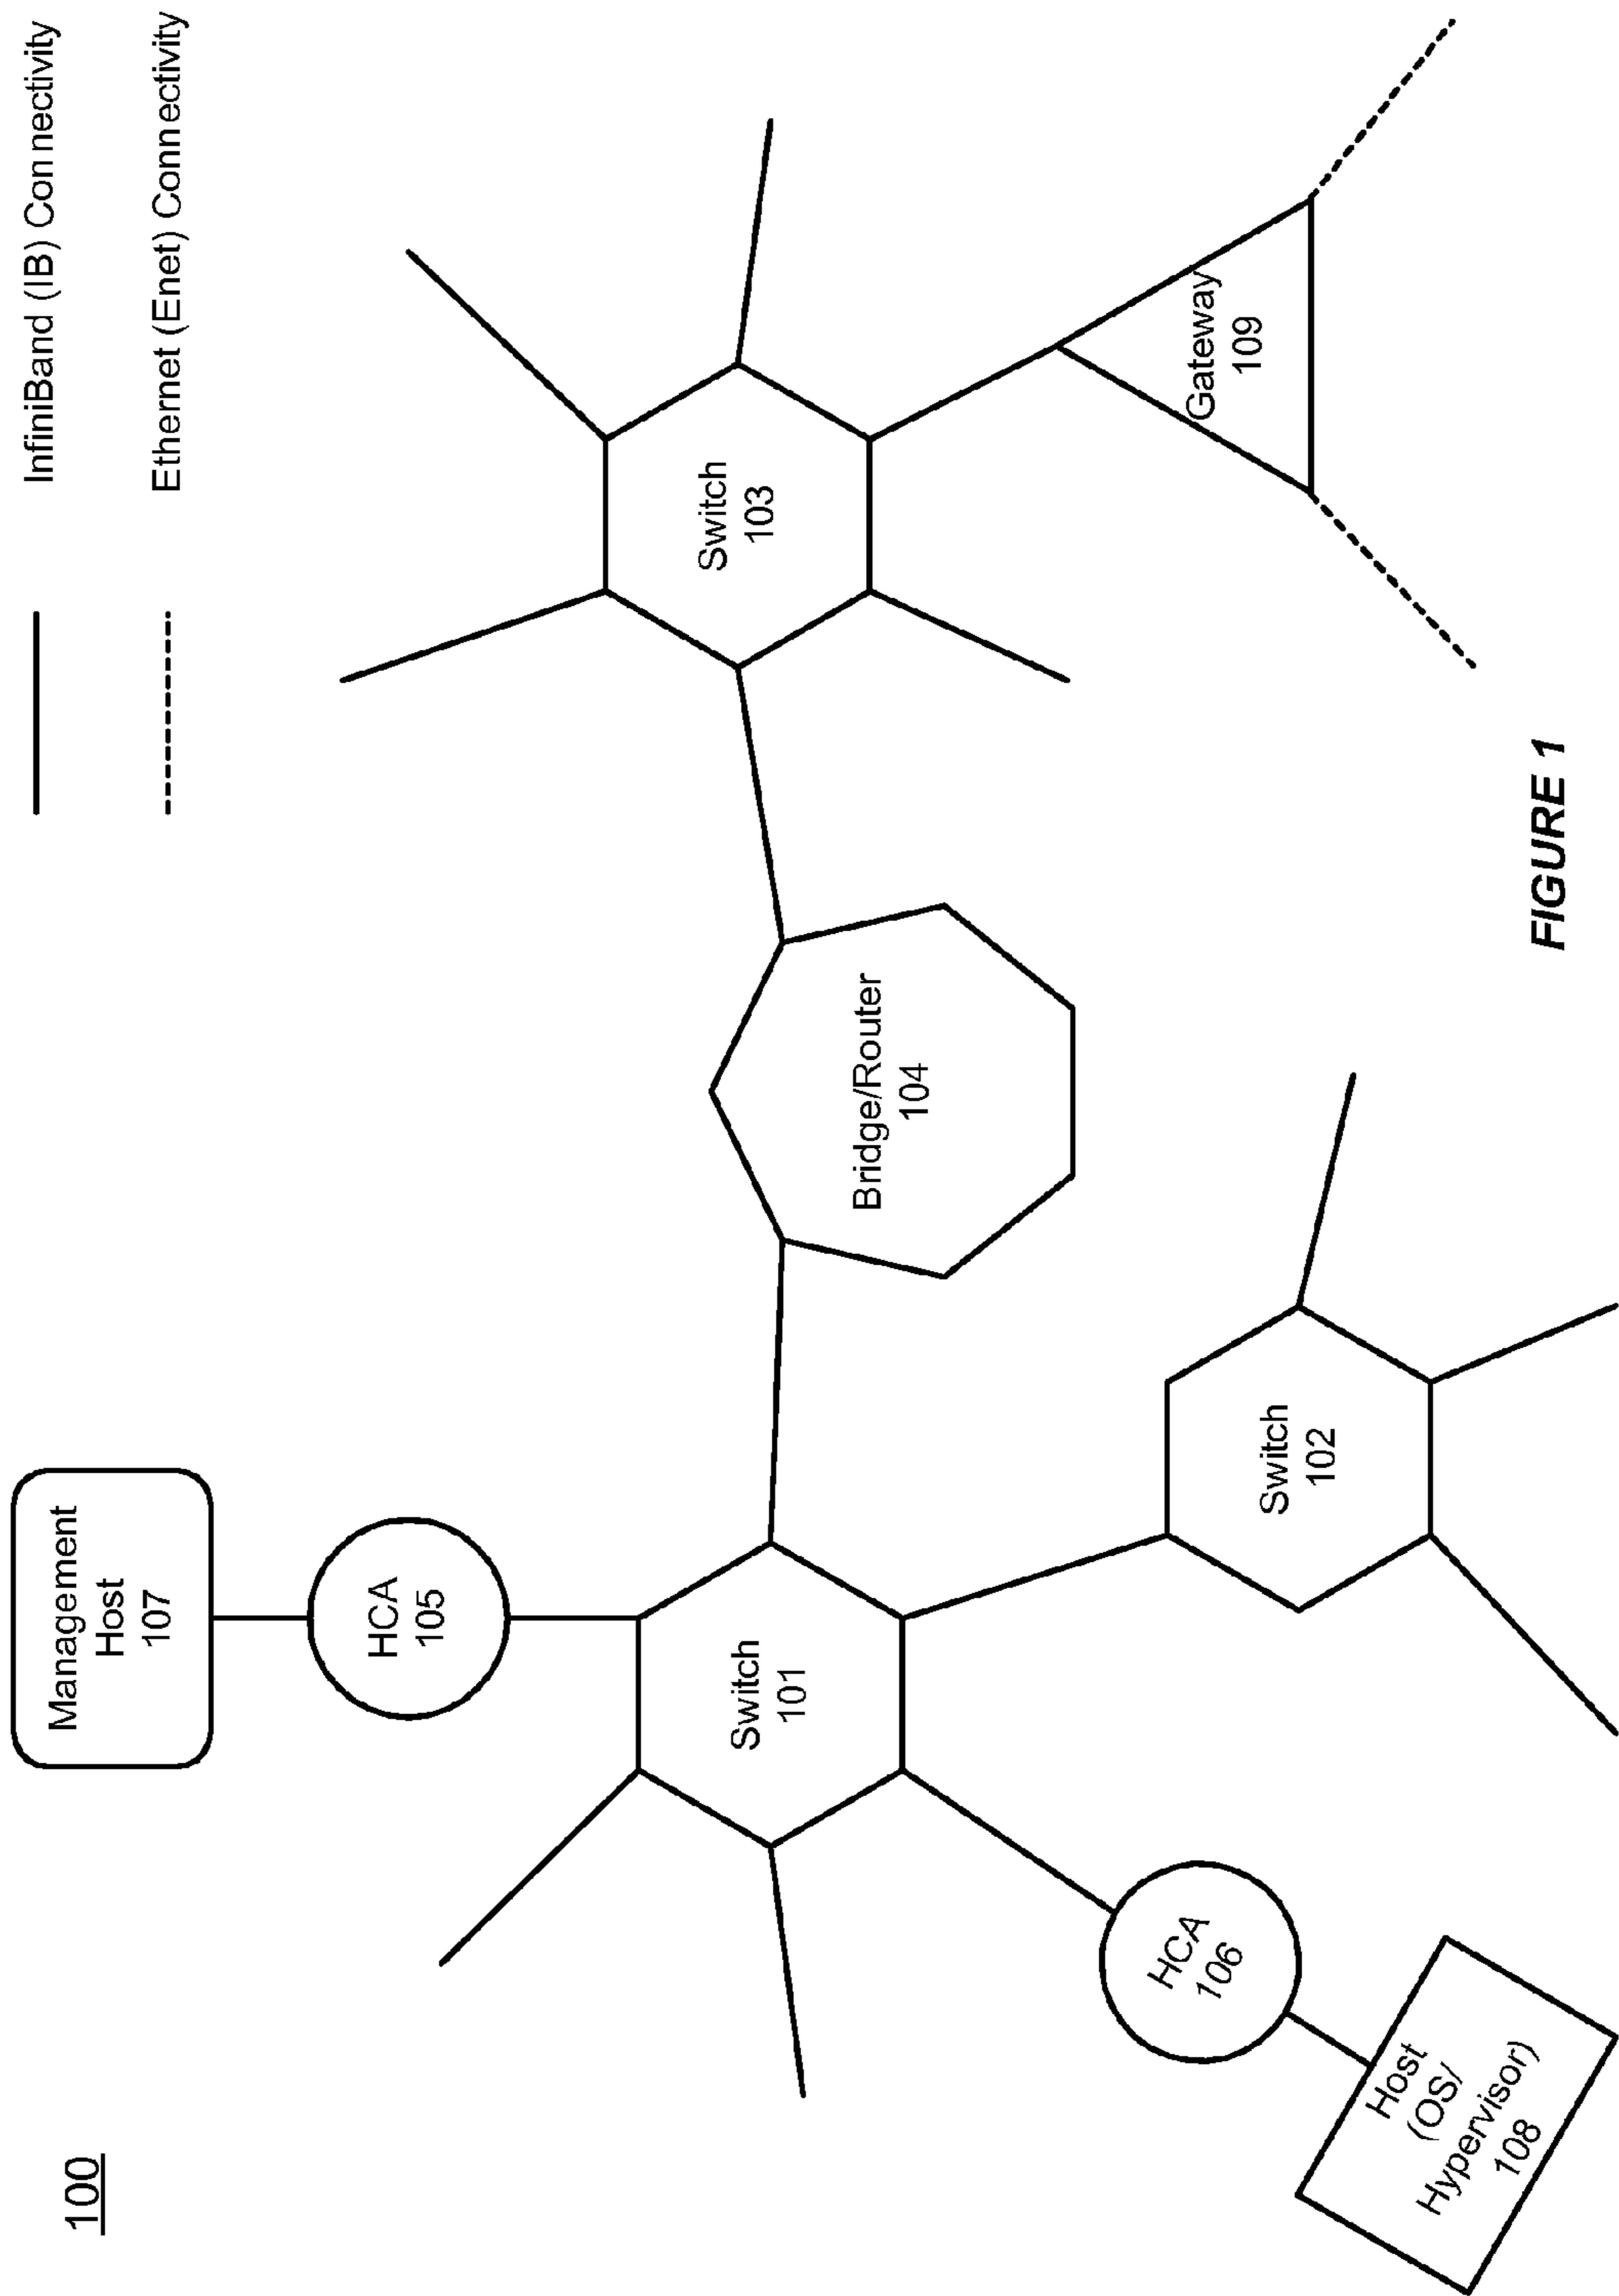 100
InfiniBand (IB) Connectivity
Ethernet (Enet) Connectivity
Management
Host
107
HCA
105
Switch
101
Switch
103
Bridge/Router
104
HCA
106
Host
(OS/
Hypervisor)
108
Switch
102
Gateway
109
FIGURE 1